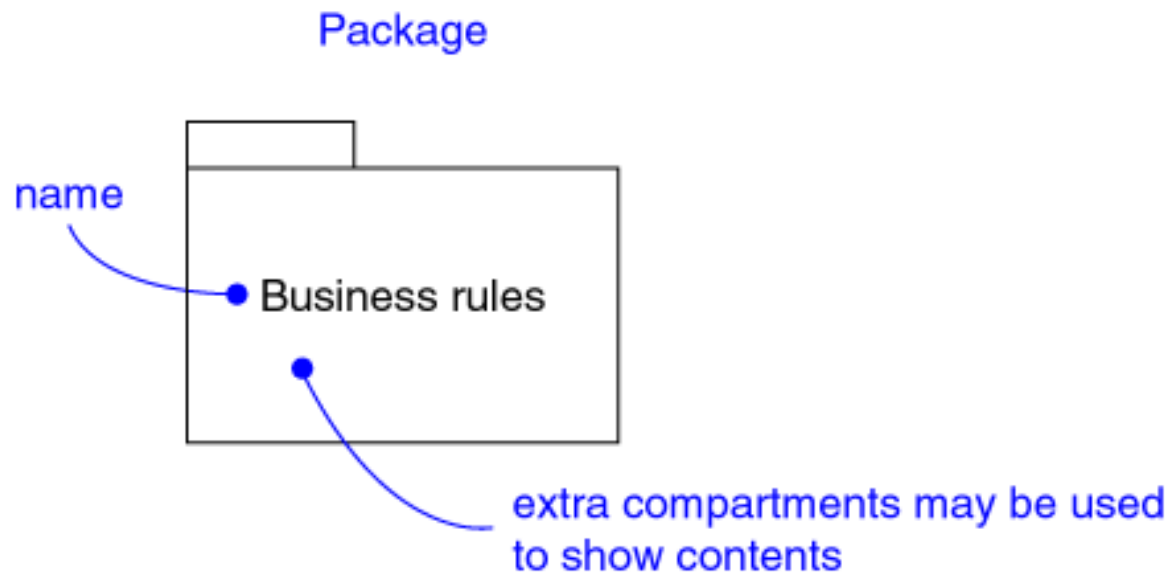 Package
name
Business rules
extra compartments may be used
to show contents